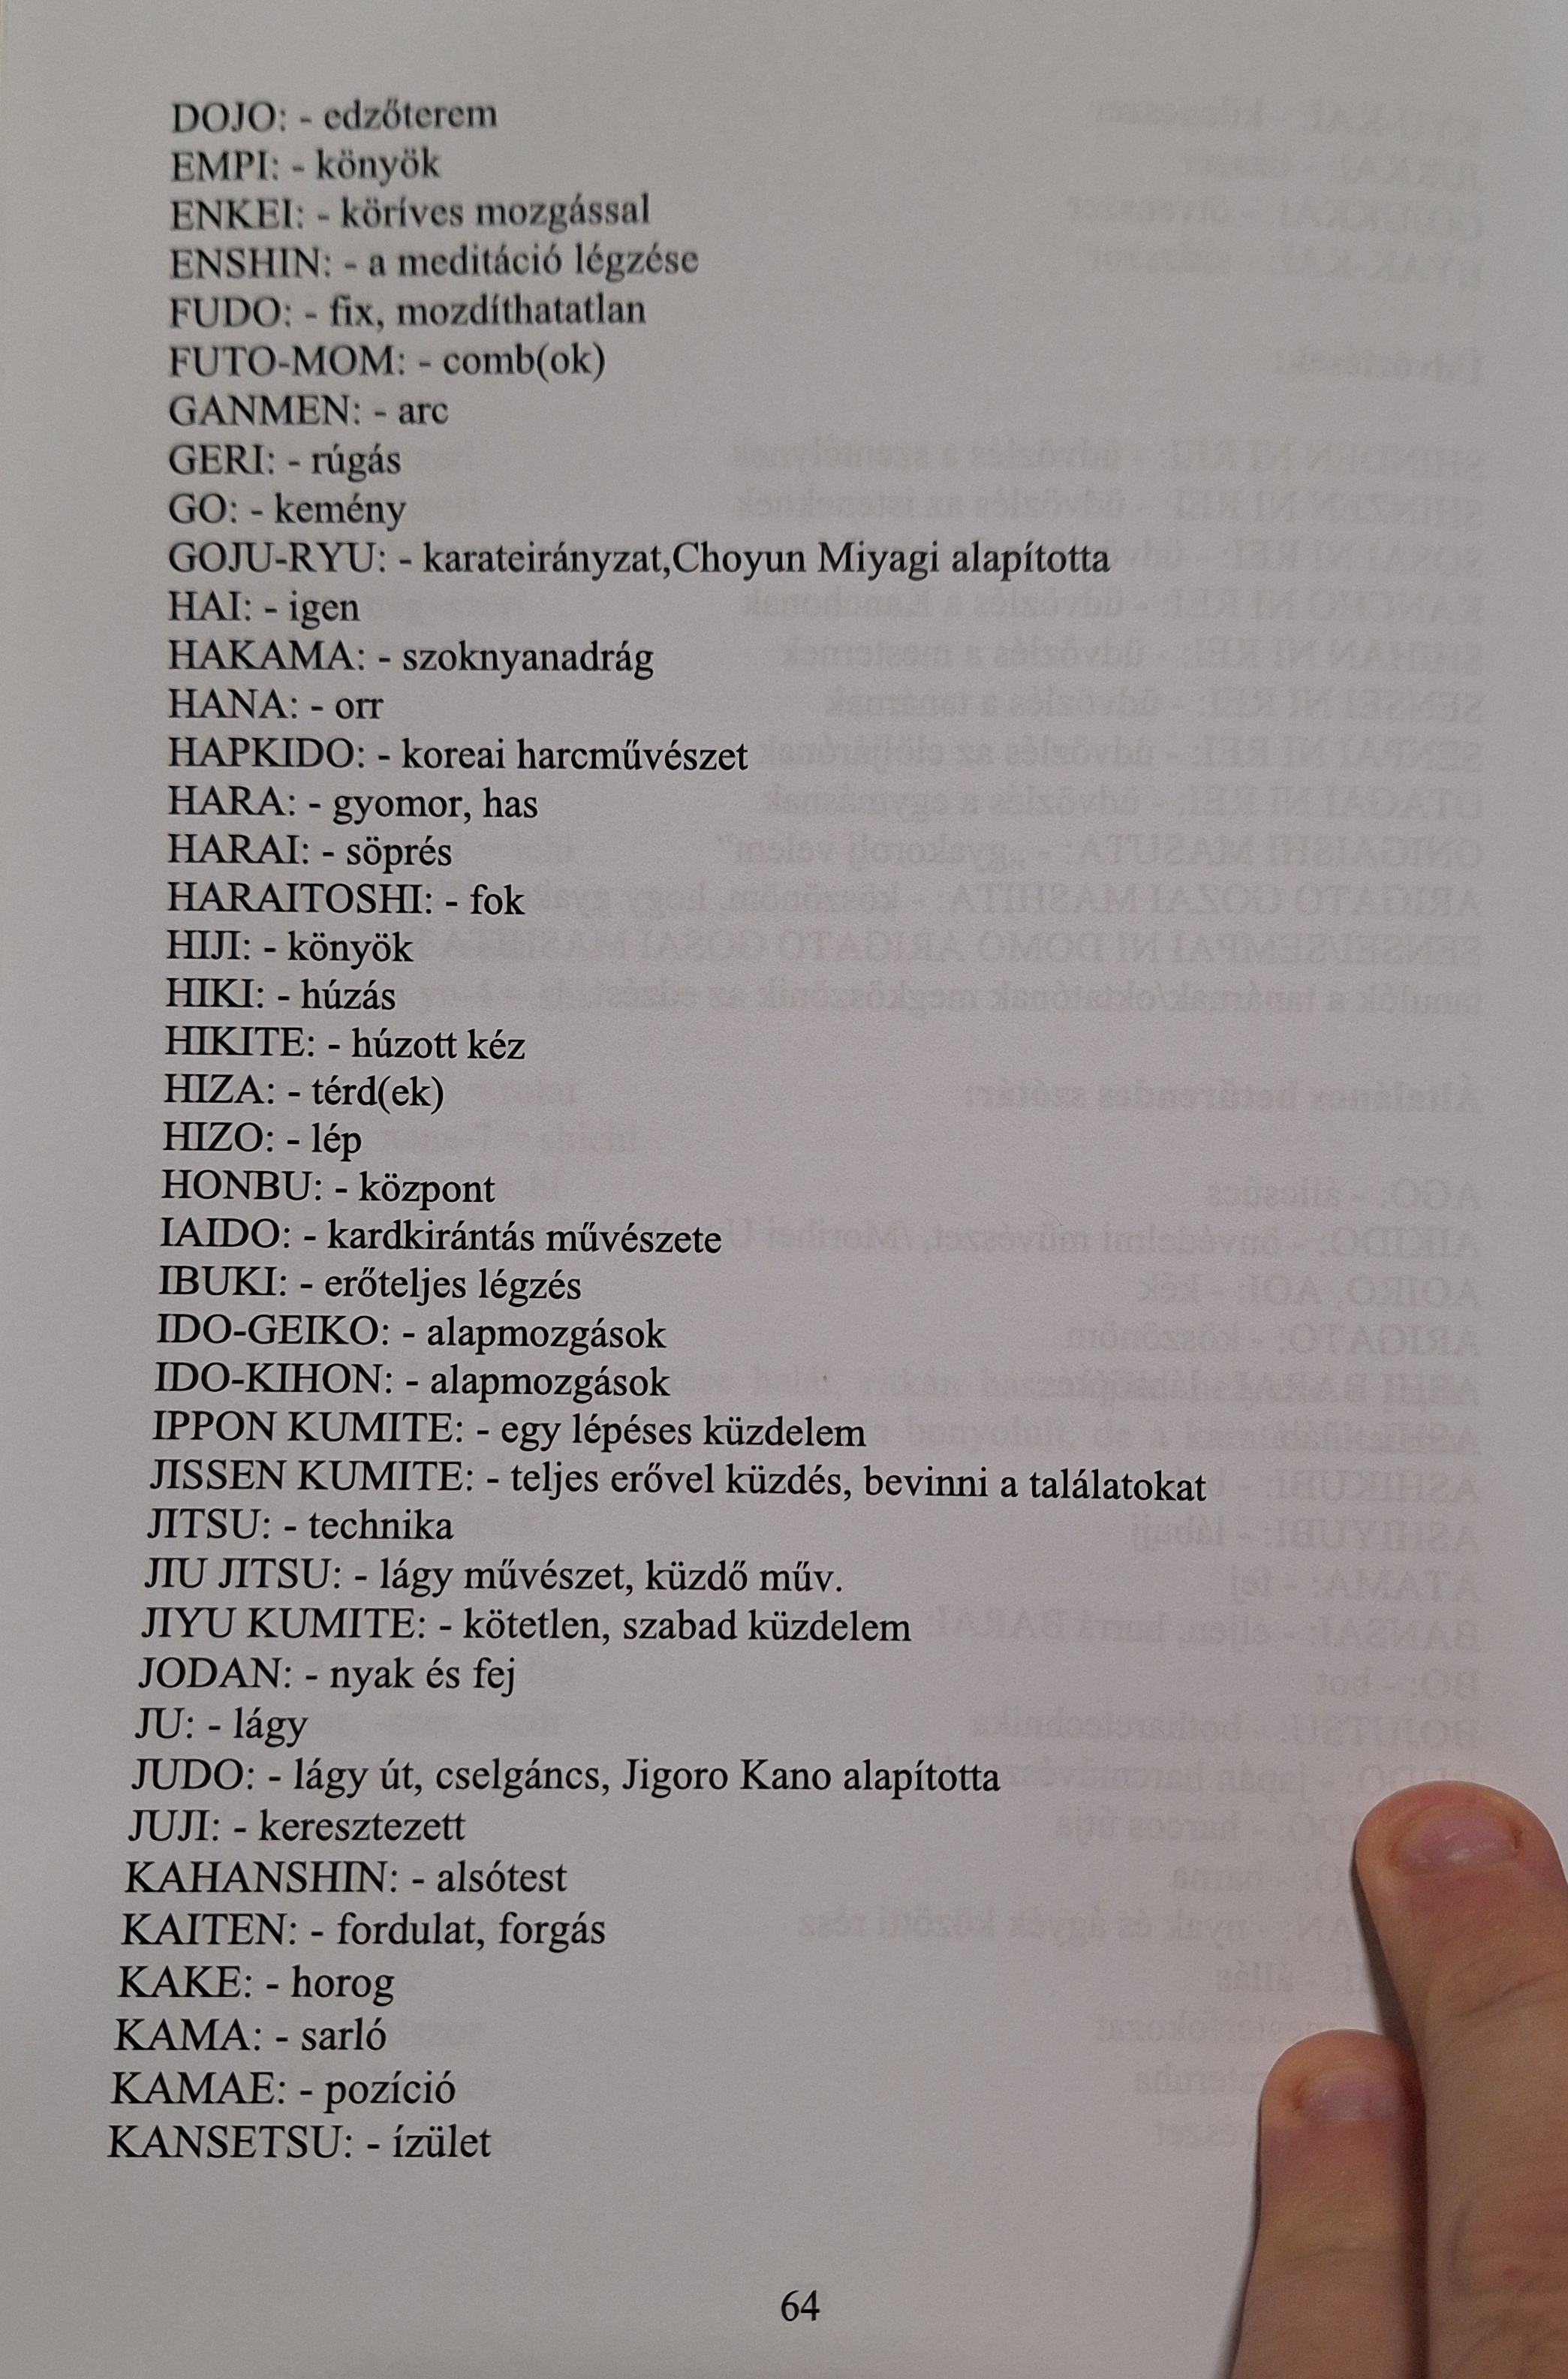 DOJO: - edzőterem
EMPI: - könyök
ENKEI: - köríves mozgással
ENSHIN: - a meditáció légzése
FUDO: - fix, mozdíthatatlan
FUTO-MOM: - comb(ok)
GANMEN: - arc
GERI: - rúgás
GO: - kemény
GOJU-RYU: - karateirányzat,Choyun Miyagi alapította
HAI: - igen
HAKAMA: - szoknyanadrág
HANA: - orr
HAPKIDO: - koreai harcművészet
HARA: - gyomor, has
HARAI: - söprés
HARAITOSHI: - fok
HIJI: - könyök
HIKI: - húzás
HIKITE: - húzott kéz
HIZA: - térd(ek)
HIZO: - lép
HONBU: - központ
IAIDO: - kardkirántás művészete
IBUKI: - erőteljes légzés
IDO-GEIKO: - alapmozgások
IDO-KIHON: - alapmozgások
IPPON KUMITE: - egy lépéses küzdelem
JISSEN KUMITE: - teljes erővel küzdés, bevinni a találatokat
JITSU: - technika
JIU JITSU: - lágy művészet, küzdő műv.
JIYU KUMITE: - kötetlen, szabad küzdelem
JODAN: - nyak és fej
JU: - lágy
JUDO: - lágy út, cselgáncs, Jigoro Kano alapította
JUJI: - keresztezett
KAHANSHIN: - alsótest
KAITEN: - fordulat, forgás
KAKE: - horog
KAMA: - sarló
KAMAE: - pozíció
KANSETSU: - ízület
64